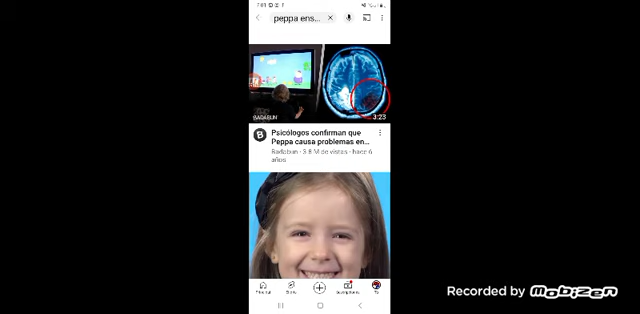 peppa ens...
BADABUN
3:23
Psicólogos confirman que
Peppa causa problemas en...
Badabun · 3.8 M de vistas · hace 6
años
Recorded by MOBIZEN